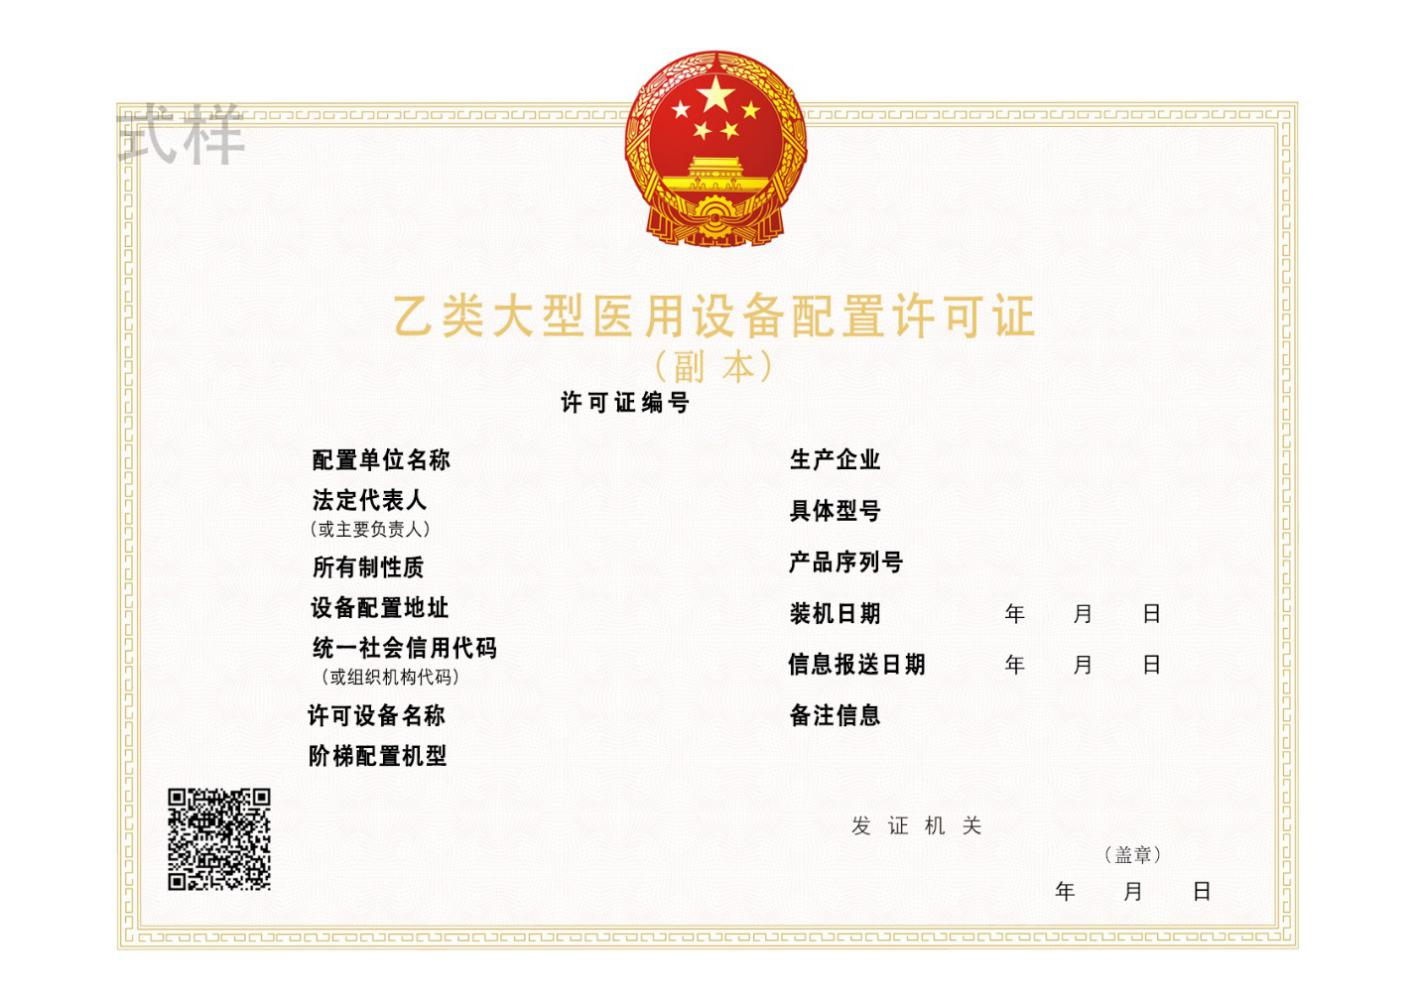 式样
乙类大型医用设备配置许可证
（副 本）
许可证编号
配置单位名称
法定代表人
（或主要负责人）
所有制性质
设备配置地址
统一社会信用代码
（或组织机构代码）
许可设备名称
阶梯配置机型
生产企业
具体型号
产品序列号
装机日期 年 月 日
信息报送日期 年 月 日
备注信息
发 证 机 关
（盖章）
年 月 日